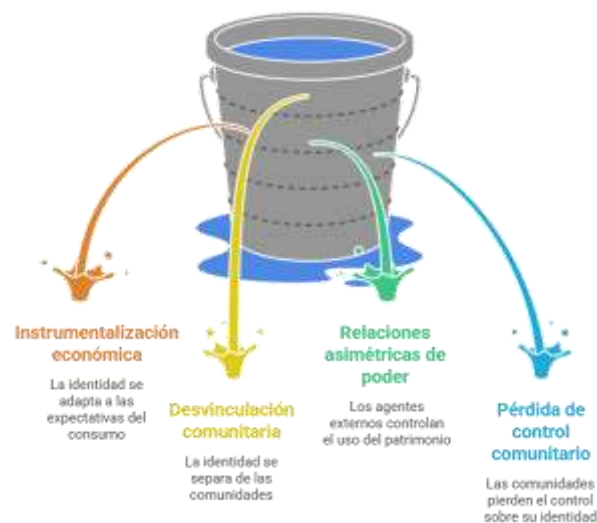 Instrumentalización
económica
La identidad se
adapta a las
expectativas del
consumo
Desvinculación
comunitaria
La identidad se
separa de las
comunidades
Relaciones
asimétricas de
poder
Los agentes
externos controlan
el uso del patrimonio
Pérdida de
control
comunitario
Las comunidades
pierden el control
sobre su identidad